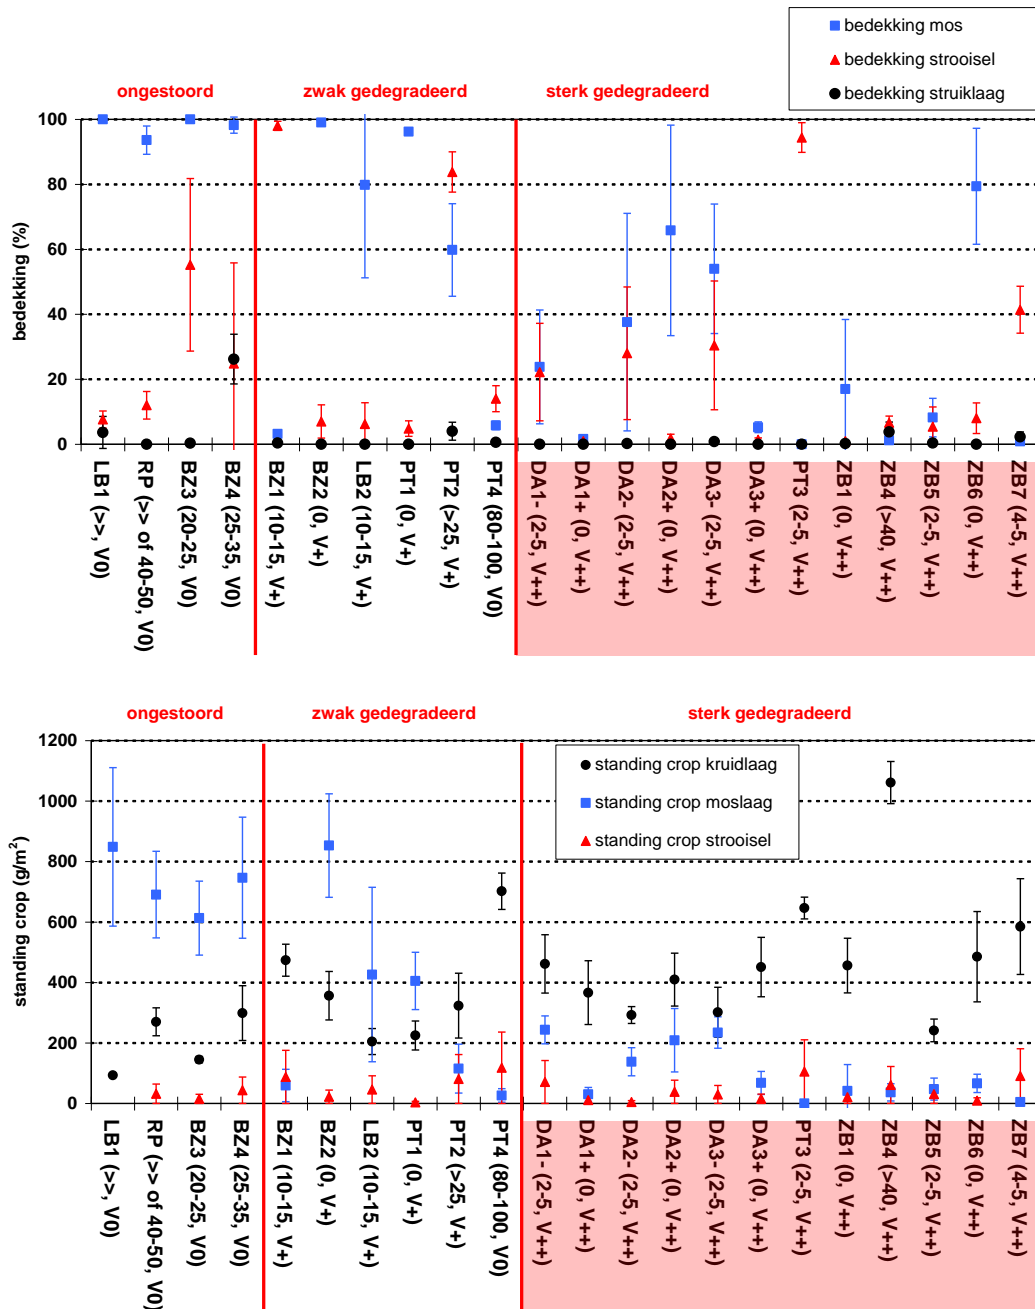 bedekking mos
bedekking strooisel
bedekking struiklaag
ongestoord
zwak gedegradeerd
sterk gedegradeerd
100
80
60
40
20
0
bedekking (%)
LB1 (>>, V0)
RP (>> of 40-50, V0)
BZ3 (20-25, V0)
BZ4 (25-35, V0)
BZ1 (10-15, V+)
BZ2 (0, V+)
LB2 (10-15, V+)
PT1 (0, V+)
PT2 (>25, V+)
PT4 (80-100, V0)
DA1- (2-5, V++)
DA1+ (0, V++)
DA2- (2-5, V++)
DA2+ (0, V++)
DA3- (2-5, V++)
DA3+ (0, V++)
PT3 (2-5, V++)
ZB1 (0, V++)
ZB4 (>40, V++)
ZB5 (2-5, V++)
ZB6 (0, V++)
ZB7 (4-5, V++)
ongestoord
zwak gedegradeerd
sterk gedegradeerd
standing crop kruidlaag
standing crop moslaag
standing crop strooisel
1200
1000
800
600
400
200
0
standing crop (g/m²)
LB1 (>>, V0)
RP (>> of 40-50, V0)
BZ3 (20-25, V0)
BZ4 (25-35, V0)
BZ1 (10-15, V+)
BZ2 (0, V+)
LB2 (10-15, V+)
PT1 (0, V+)
PT2 (>25, V+)
PT4 (80-100, V0)
DA1- (2-5, V++)
DA1+ (0, V++)
DA2- (2-5, V++)
DA2+ (0, V++)
DA3- (2-5, V++)
DA3+ (0, V++)
PT3 (2-5, V++)
ZB1 (0, V++)
ZB4 (>40, V++)
ZB5 (2-5, V++)
ZB6 (0, V++)
ZB7 (4-5, V++)